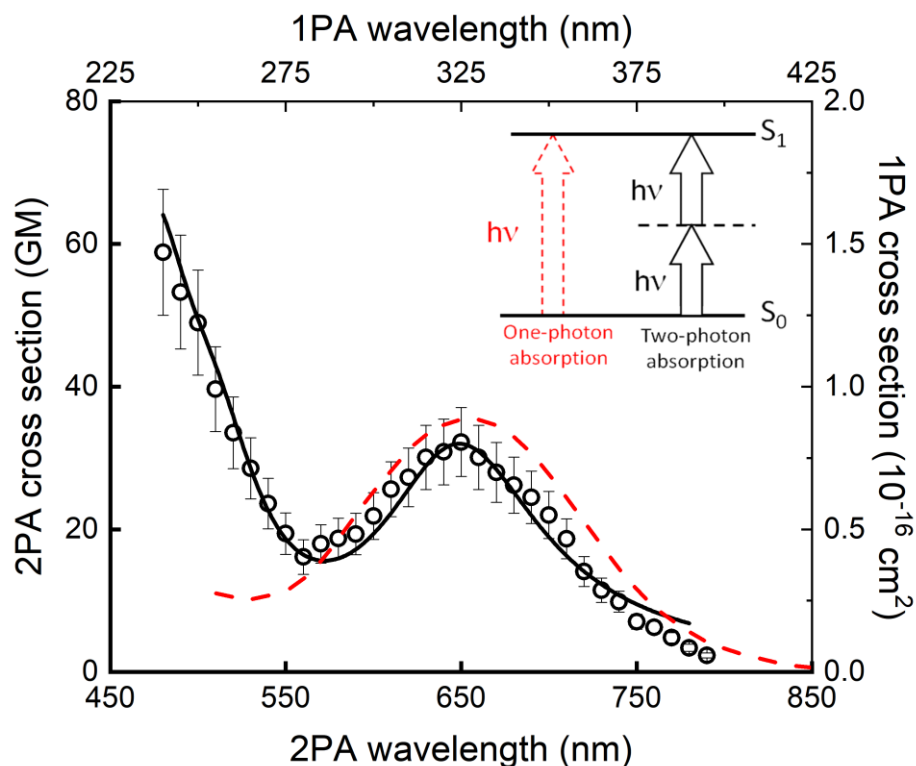 1PA wavelength (nm)
225 275 325 375 425
80 2.0
S₁
hν
hν
60 1.5
hν
S₀
One-photon Two-photon
absorption absorption
40 1.0
20 0.5
0 0.0
450 550 650 750 850
2PA wavelength (nm)
2PA cross section (GM)
1PA cross section (10⁻¹⁶ cm²)